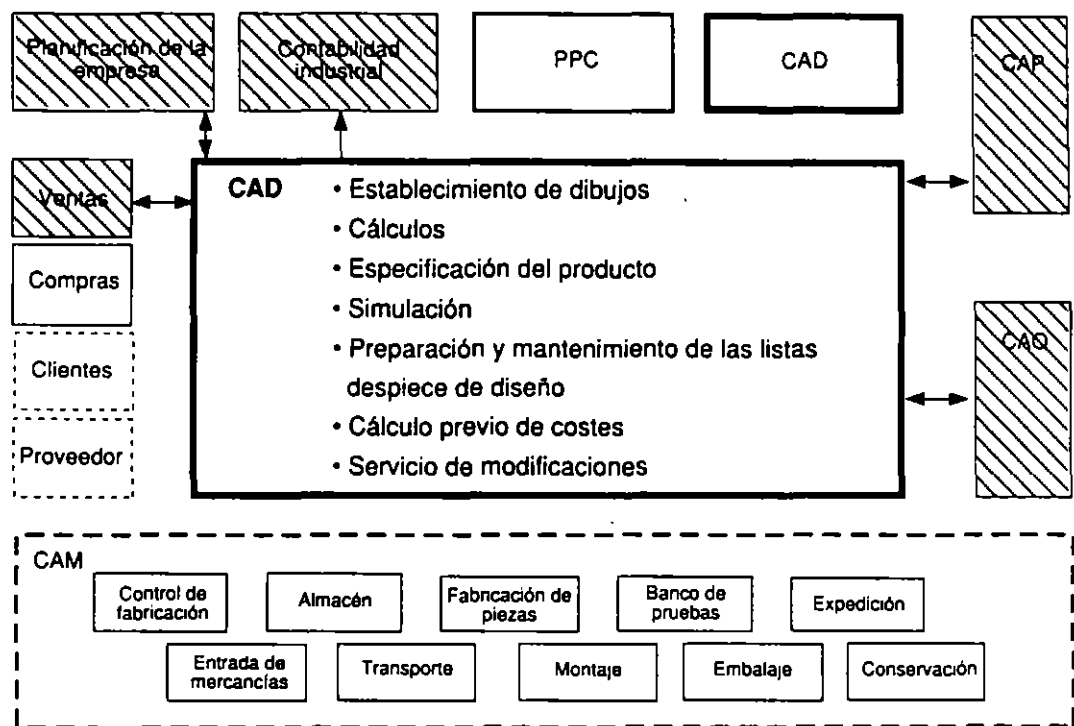 Planificación de la
empresa
Contabilidad
industrial
PPC
CAD
CAP
Ventas
Compras
Clientes
Proveedor
CAD
• Establecimiento de dibujos
• Cálculos
• Especificación del producto
• Simulación
• Preparación y mantenimiento de las listas
despiece de diseño
• Cálculo previo de costes
• Servicio de modificaciones
CAQ
CAM
Control de
fabricación
Almacén
Fabricación de
piezas
Banco de
pruebas
Expedición
Entrada de
mercancías
Transporte
Montaje
Embalaje
Conservación